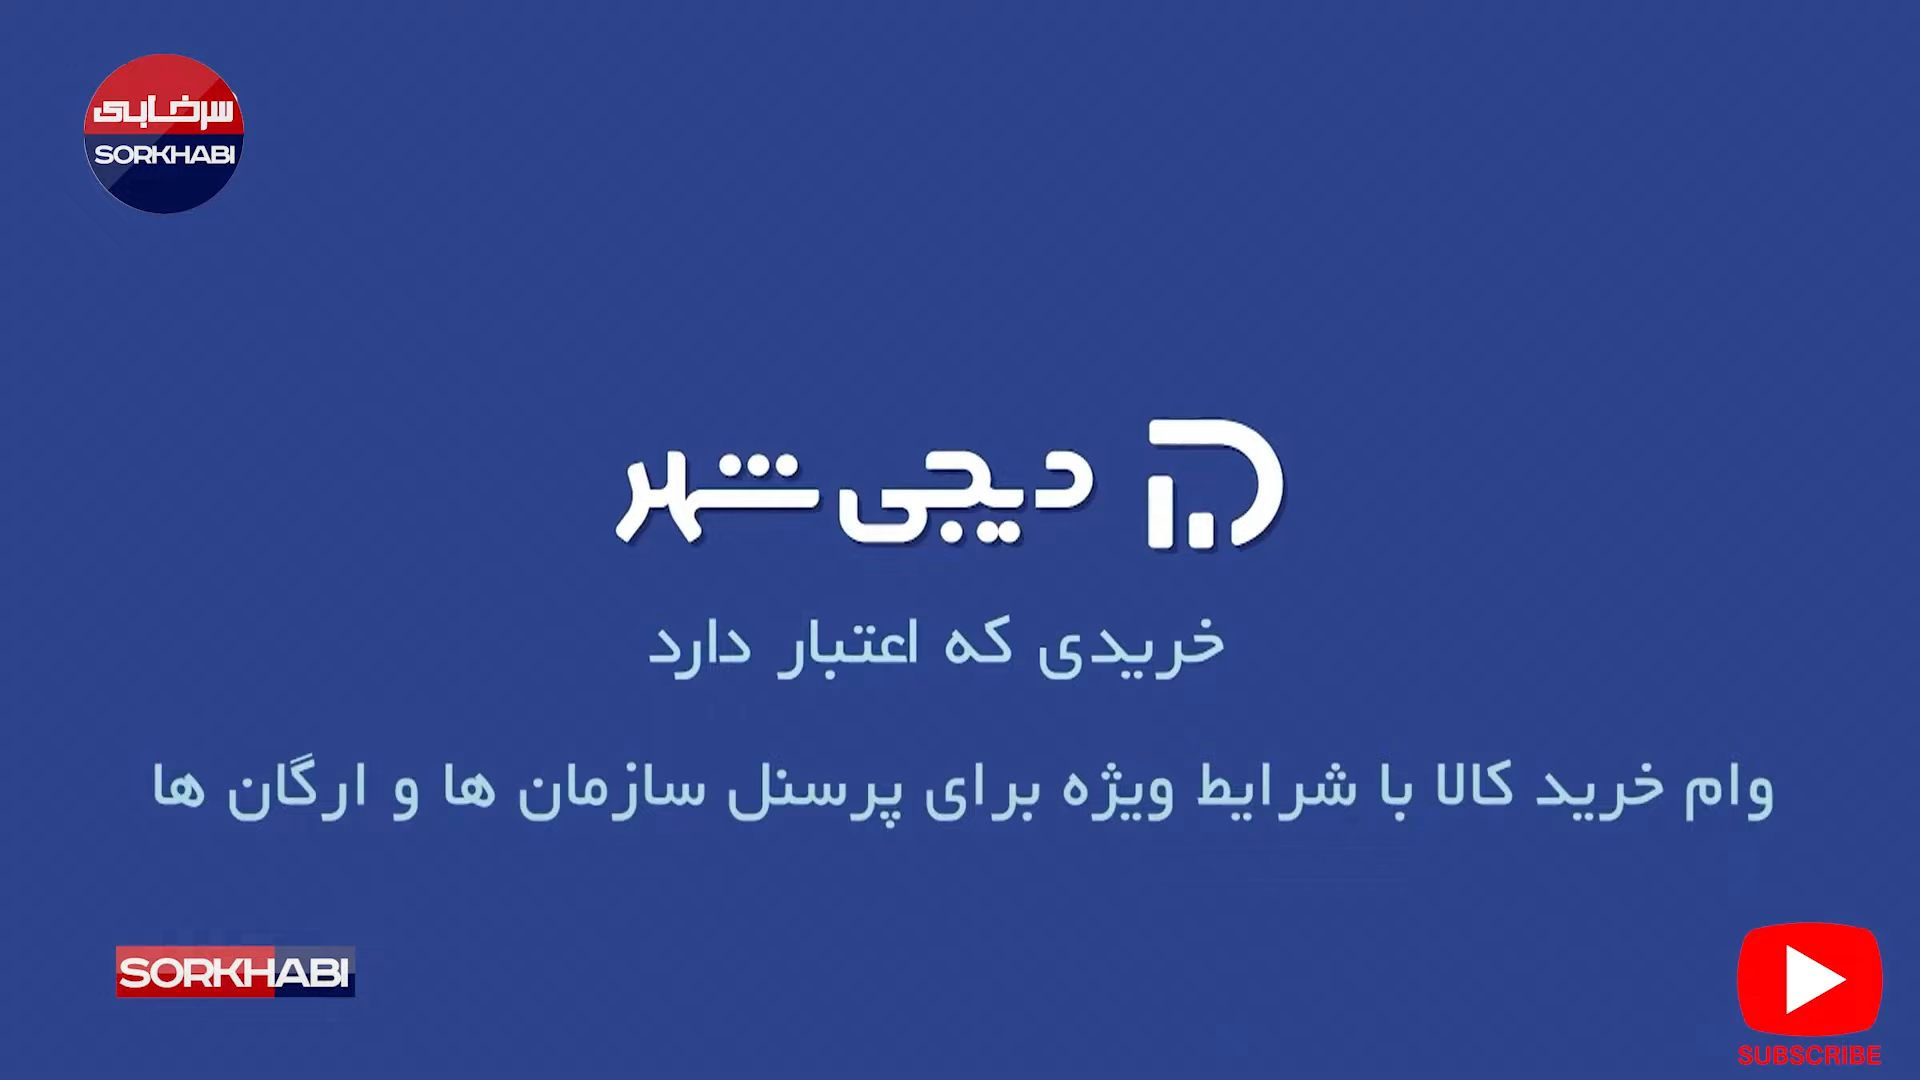 سرخابی
SORKHABI
دیجی شهر
خریدی که اعتبار دارد
وام خرید کالا با شرایط ویژه برای پرسنل سازمان ها و ارگان ها
SORKHABI
SUBSCRIBE